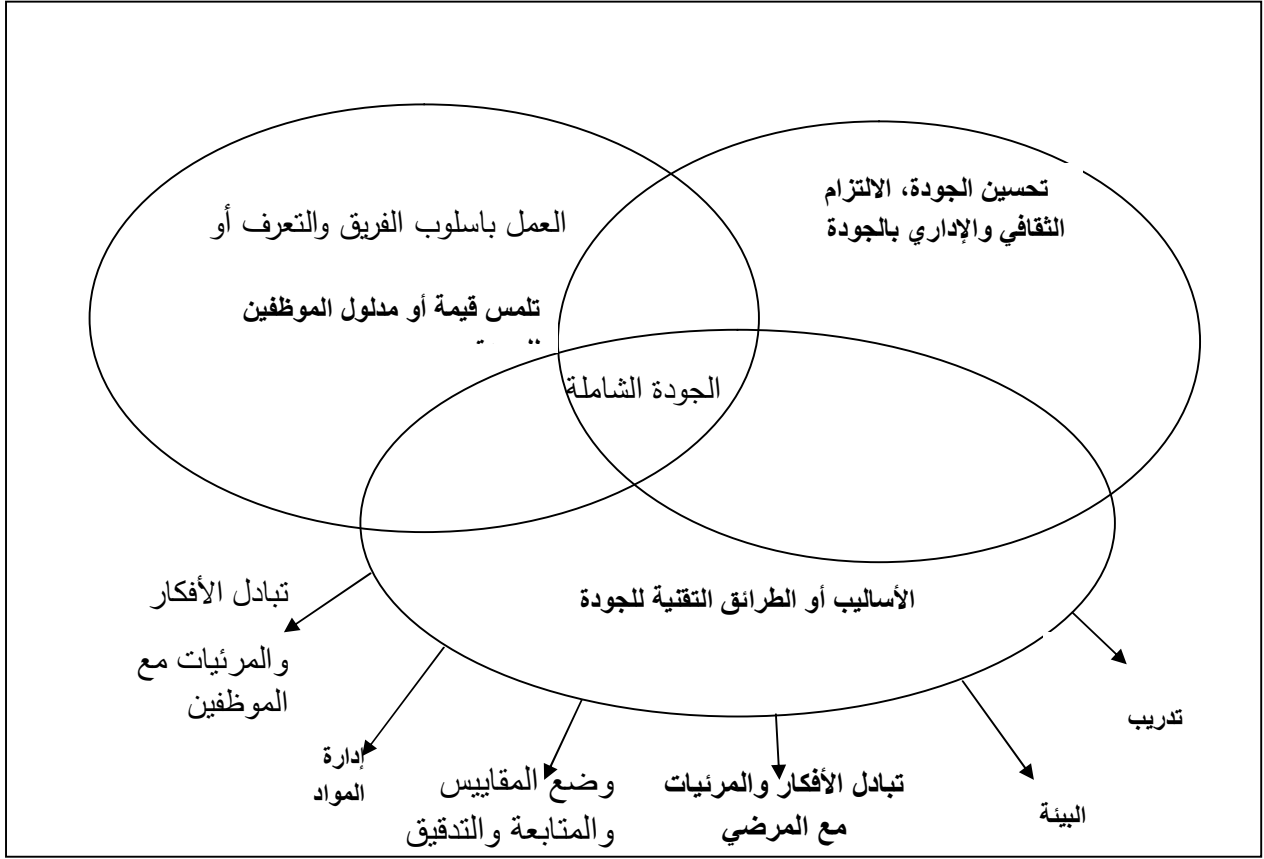 تحسين الجودة، الالتزام
الثقافي والإداري بالجودة
العمل باسلوب الفريق والتعرف أو
تلمس قيمة أو مدلول الموظفين
الجودة الشاملة
الأساليب أو الطرائق التقنية للجودة
تدريب
البيئة
تبادل الأفكار والمرئيات
مع المرضي
وضع المقاييس
والمتابعة والتدقيق
إدارة
المواد
تبادل الأفكار
والمرئيات مع
الموظفين